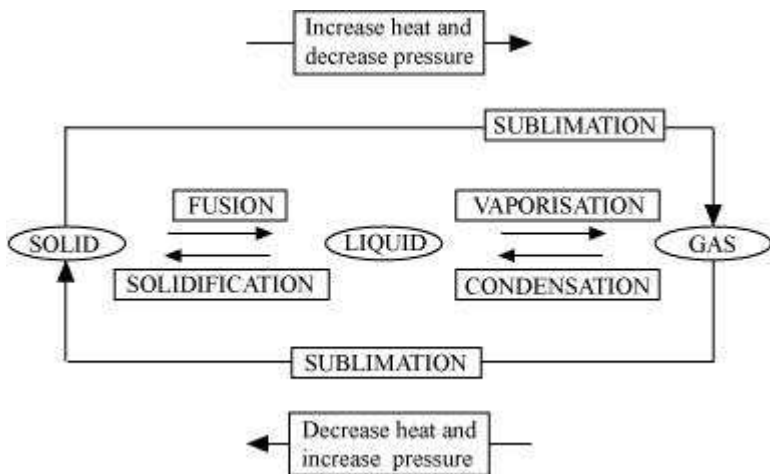 Increase heat and
decrease pressure
SUBLIMATION
FUSION
VAPORISATION
SOLID
LIQUID
GAS
SOLIDIFICATION
CONDENSATION
SUBLIMATION
Decrease heat and
increase pressure